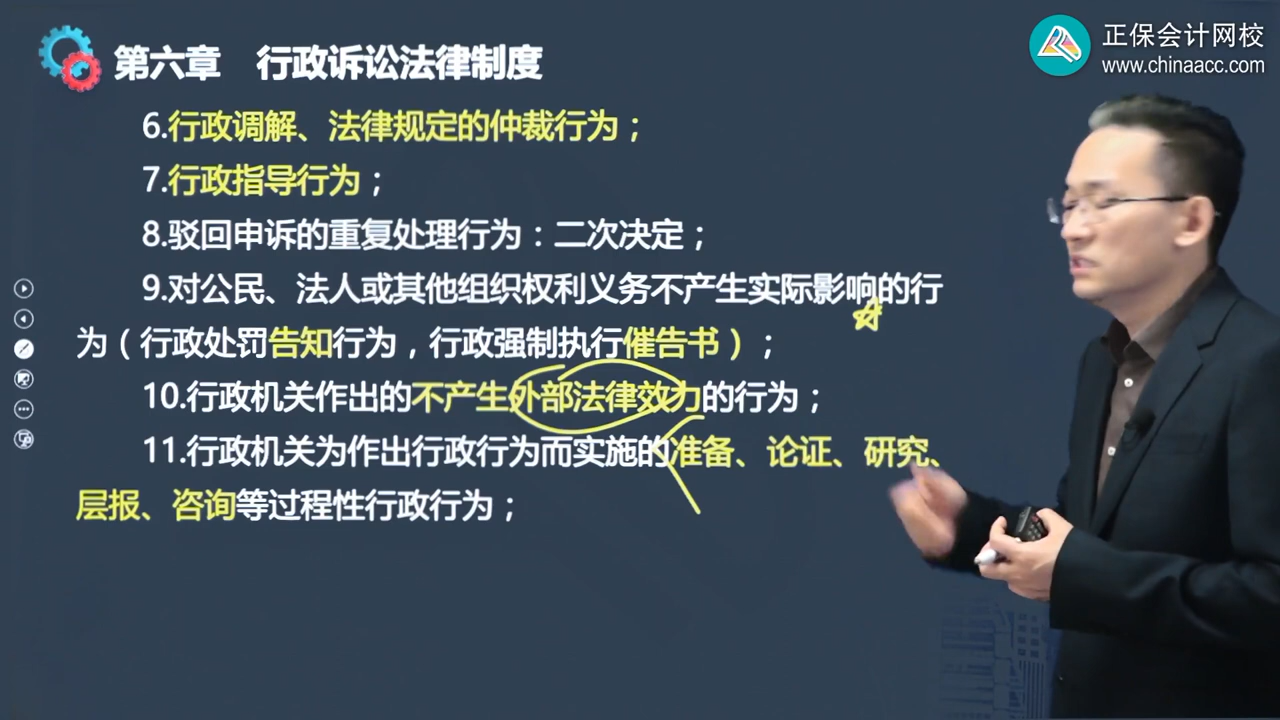 第六章 行政诉讼法律制度
正保会计网校
www.chinaacc.com
6.行政调解、法律规定的仲裁行为；
7.行政指导行为；
8.驳回申诉的重复处理行为：二次决定；
9.对公民、法人或其他组织权利义务不产生实际影响的行
为（行政处罚告知行为，行政强制执行催告书）；
10.行政机关作出的不产生外部法律效力的行为；
11.行政机关为作出行政行为而实施的准备、论证、研究、
层报、咨询等过程性行政行为；